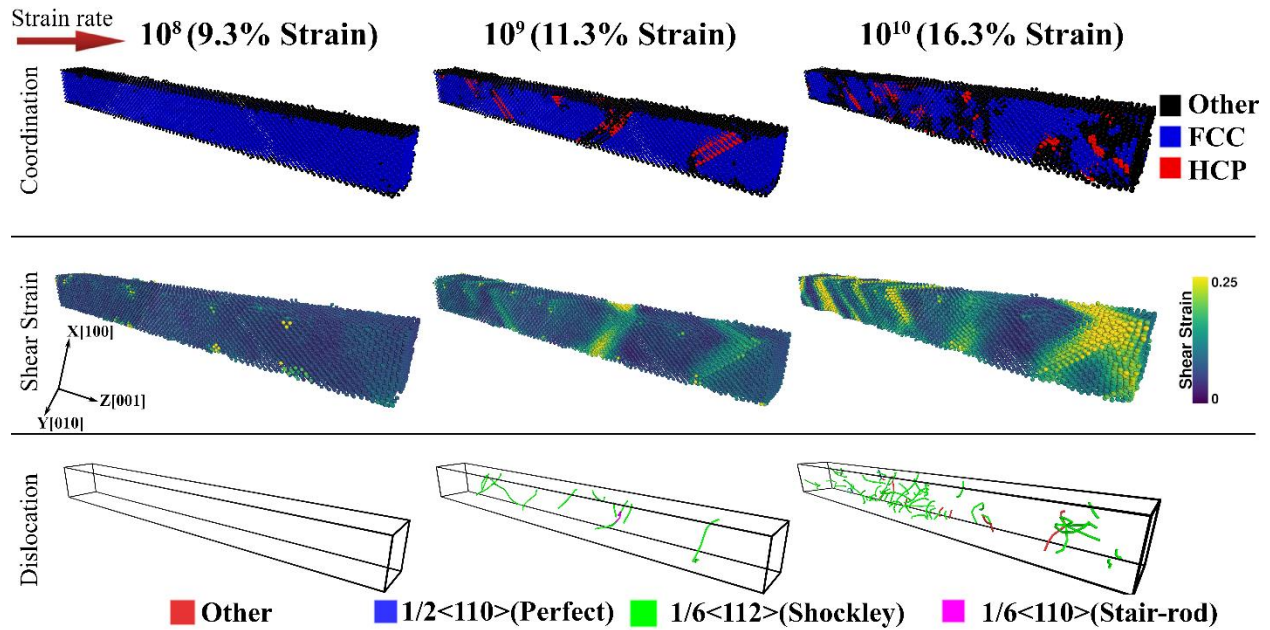 Strain rate
10⁸ (9.3% Strain)
10⁹ (11.3% Strain)
10¹⁰ (16.3% Strain)
Coordination
Other
FCC
HCP
Shear Strain
X[100]
Z[001]
Y[010]
0.25
Shear Strain
0
Dislocation
Other
1/2<110>(Perfect)
1/6<112>(Shockley)
1/6<110>(Stair-rod)